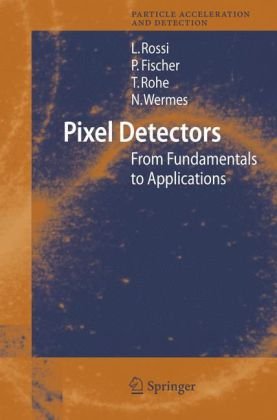 PARTICLE ACCELERATION
AND DETECTION
L.Rossi
P.Fischer
T.Rohe
N.Wermes
Pixel Detectors
From Fundamentals
to Applications
Springer